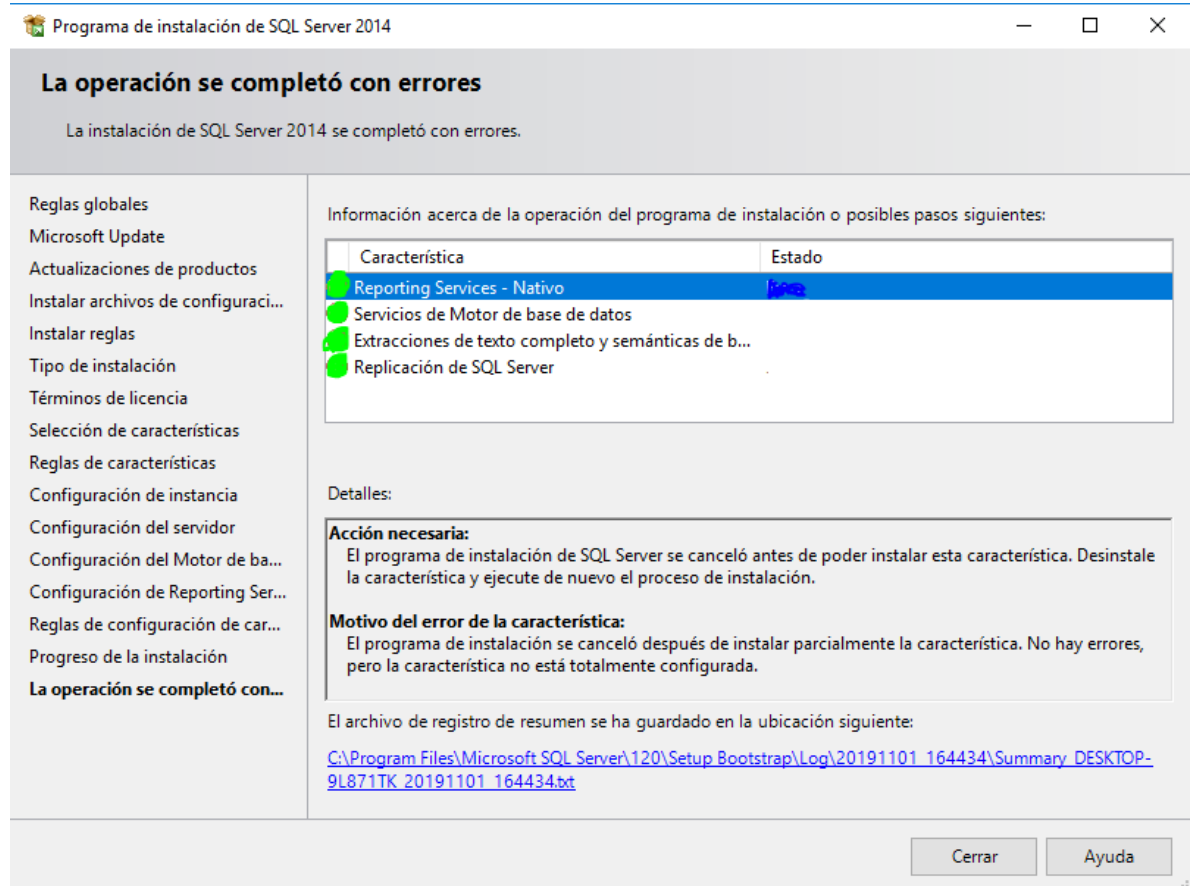 Programa de instalación de SQL Server 2014
La operación se completó con errores
La instalación de SQL Server 2014 se completó con errores.
Reglas globales
Microsoft Update
Actualizaciones de productos
Instalar archivos de configuraci...
Instalar reglas
Tipo de instalación
Términos de licencia
Selección de características
Reglas de características
Configuración de instancia
Configuración del servidor
Configuración del Motor de ba...
Configuración de Reporting Ser...
Reglas de configuración de car...
Progreso de la instalación
La operación se completó con...
Información acerca de la operación del programa de instalación o posibles pasos siguientes:
Característica Estado
Reporting Services - Nativo
Servicios de Motor de base de datos
Extracciones de texto completo y semánticas de b...
Replicación de SQL Server
Detalles:
Acción necesaria:
El programa de instalación de SQL Server se canceló antes de poder instalar esta característica. Desinstale
la característica y ejecute de nuevo el proceso de instalación.
Motivo del error de la característica:
El programa de instalación se canceló después de instalar parcialmente la característica. No hay errores,
pero la característica no está totalmente configurada.
El archivo de registro de resumen se ha guardado en la ubicación siguiente:
C:\Program Files\Microsoft SQL Server\120\Setup Bootstrap\Log\20191101_164434\Summary_DESKTOP-
9L871TK_20191101_164434.txt
Cerrar Ayuda